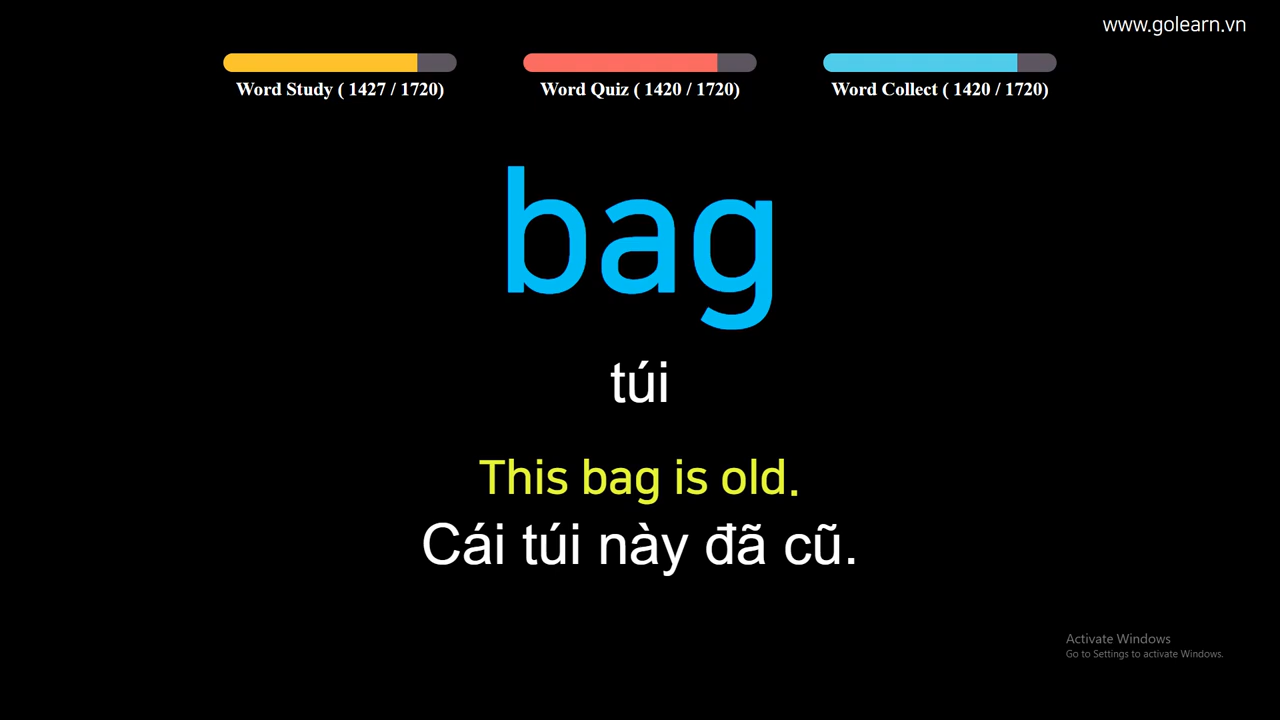 www.golearn.vn
Word Study ( 1427 / 1720)
Word Quiz ( 1420 / 1720)
Word Collect ( 1420 / 1720)
bag
túi
This bag is old.
Cái túi này đã cũ.
Activate Windows
Go to Settings to activate Windows.